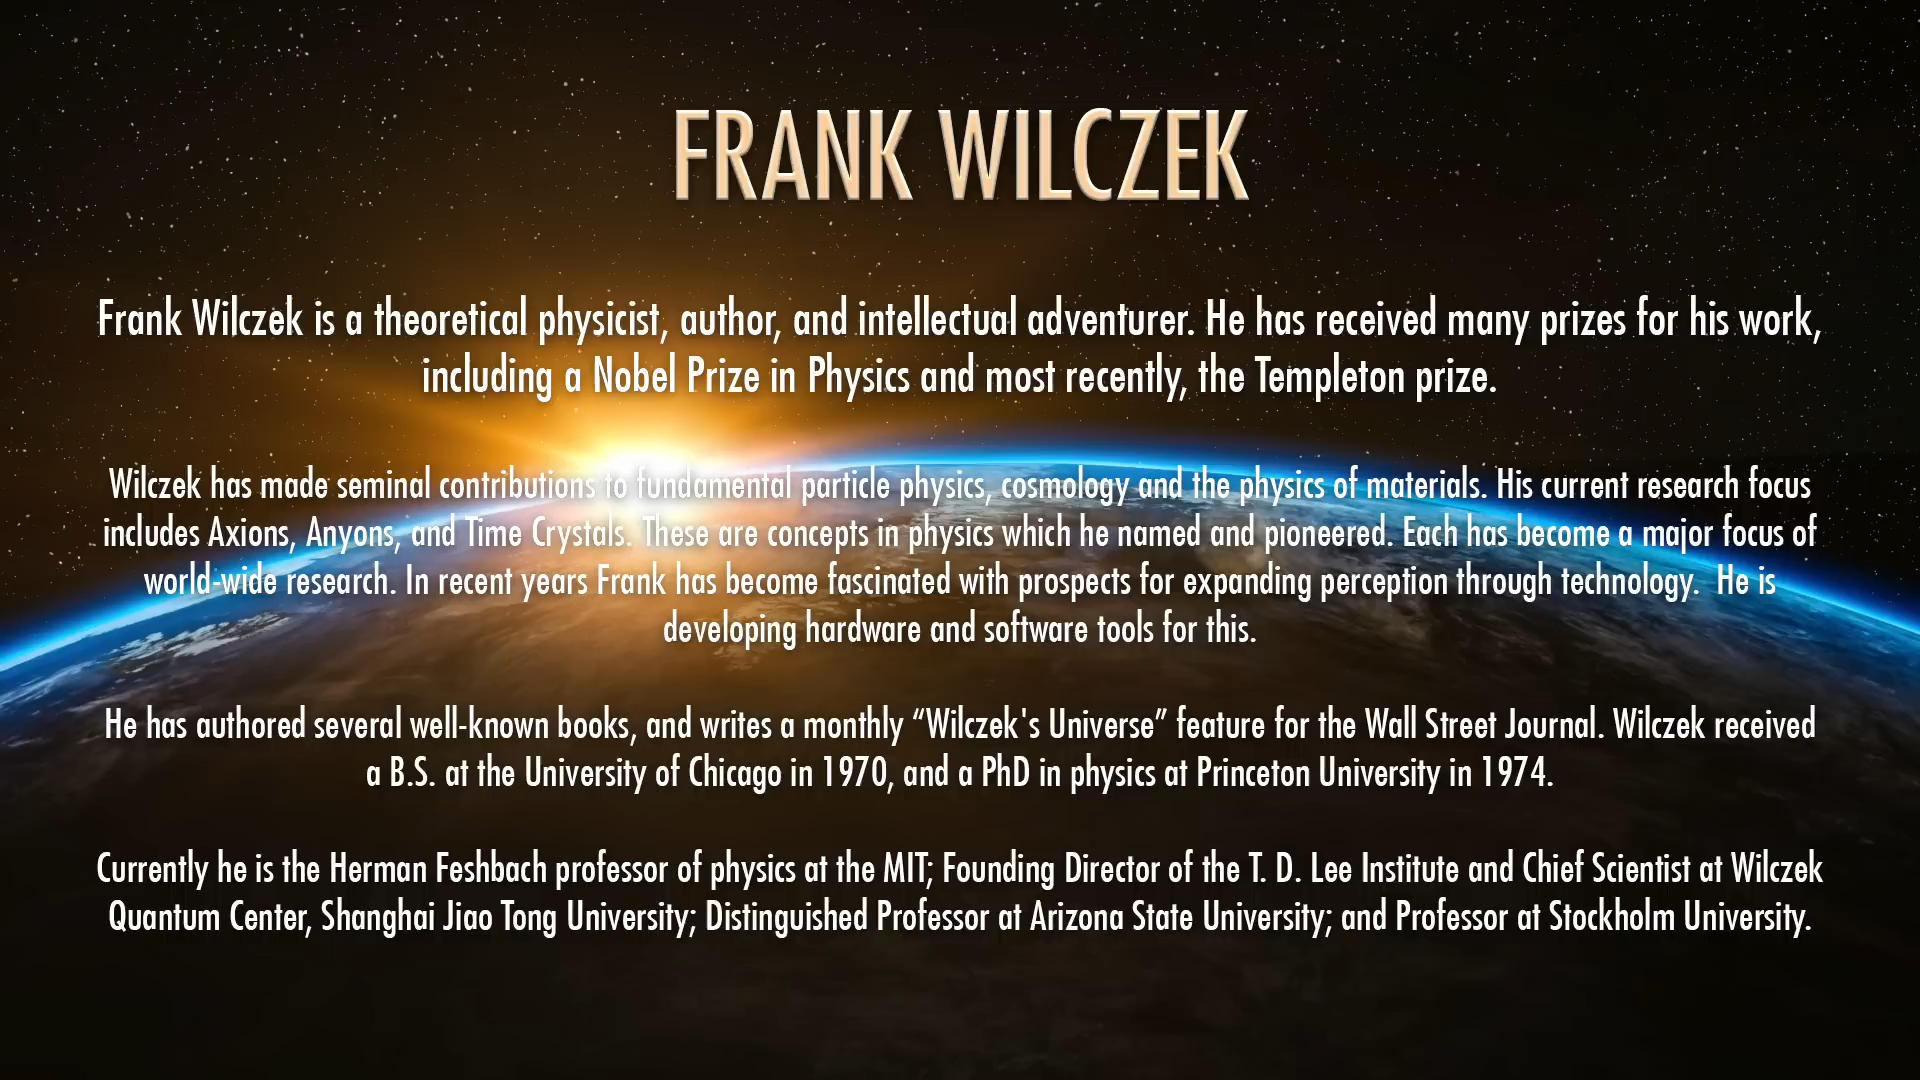 FRANK WILCZEK
Frank Wilczek is a theoretical physicist, author, and intellectual adventurer. He has received many prizes for his work,
including a Nobel Prize in Physics and most recently, the Templeton prize.
Wilczek has made seminal contributions to fundamental particle physics, cosmology and the physics of materials. His current research focus
includes Axions, Anyons, and Time Crystals. These are concepts in physics which he named and pioneered. Each has become a major focus of
world-wide research. In recent years Frank has become fascinated with prospects for expanding perception through technology.  He is
developing hardware and software tools for this.
He has authored several well-known books, and writes a monthly “Wilczek's Universe” feature for the Wall Street Journal. Wilczek received
a B.S. at the University of Chicago in 1970, and a PhD in physics at Princeton University in 1974.
Currently he is the Herman Feshbach professor of physics at the MIT; Founding Director of the T. D. Lee Institute and Chief Scientist at Wilczek
Quantum Center, Shanghai Jiao Tong University; Distinguished Professor at Arizona State University; and Professor at Stockholm University.